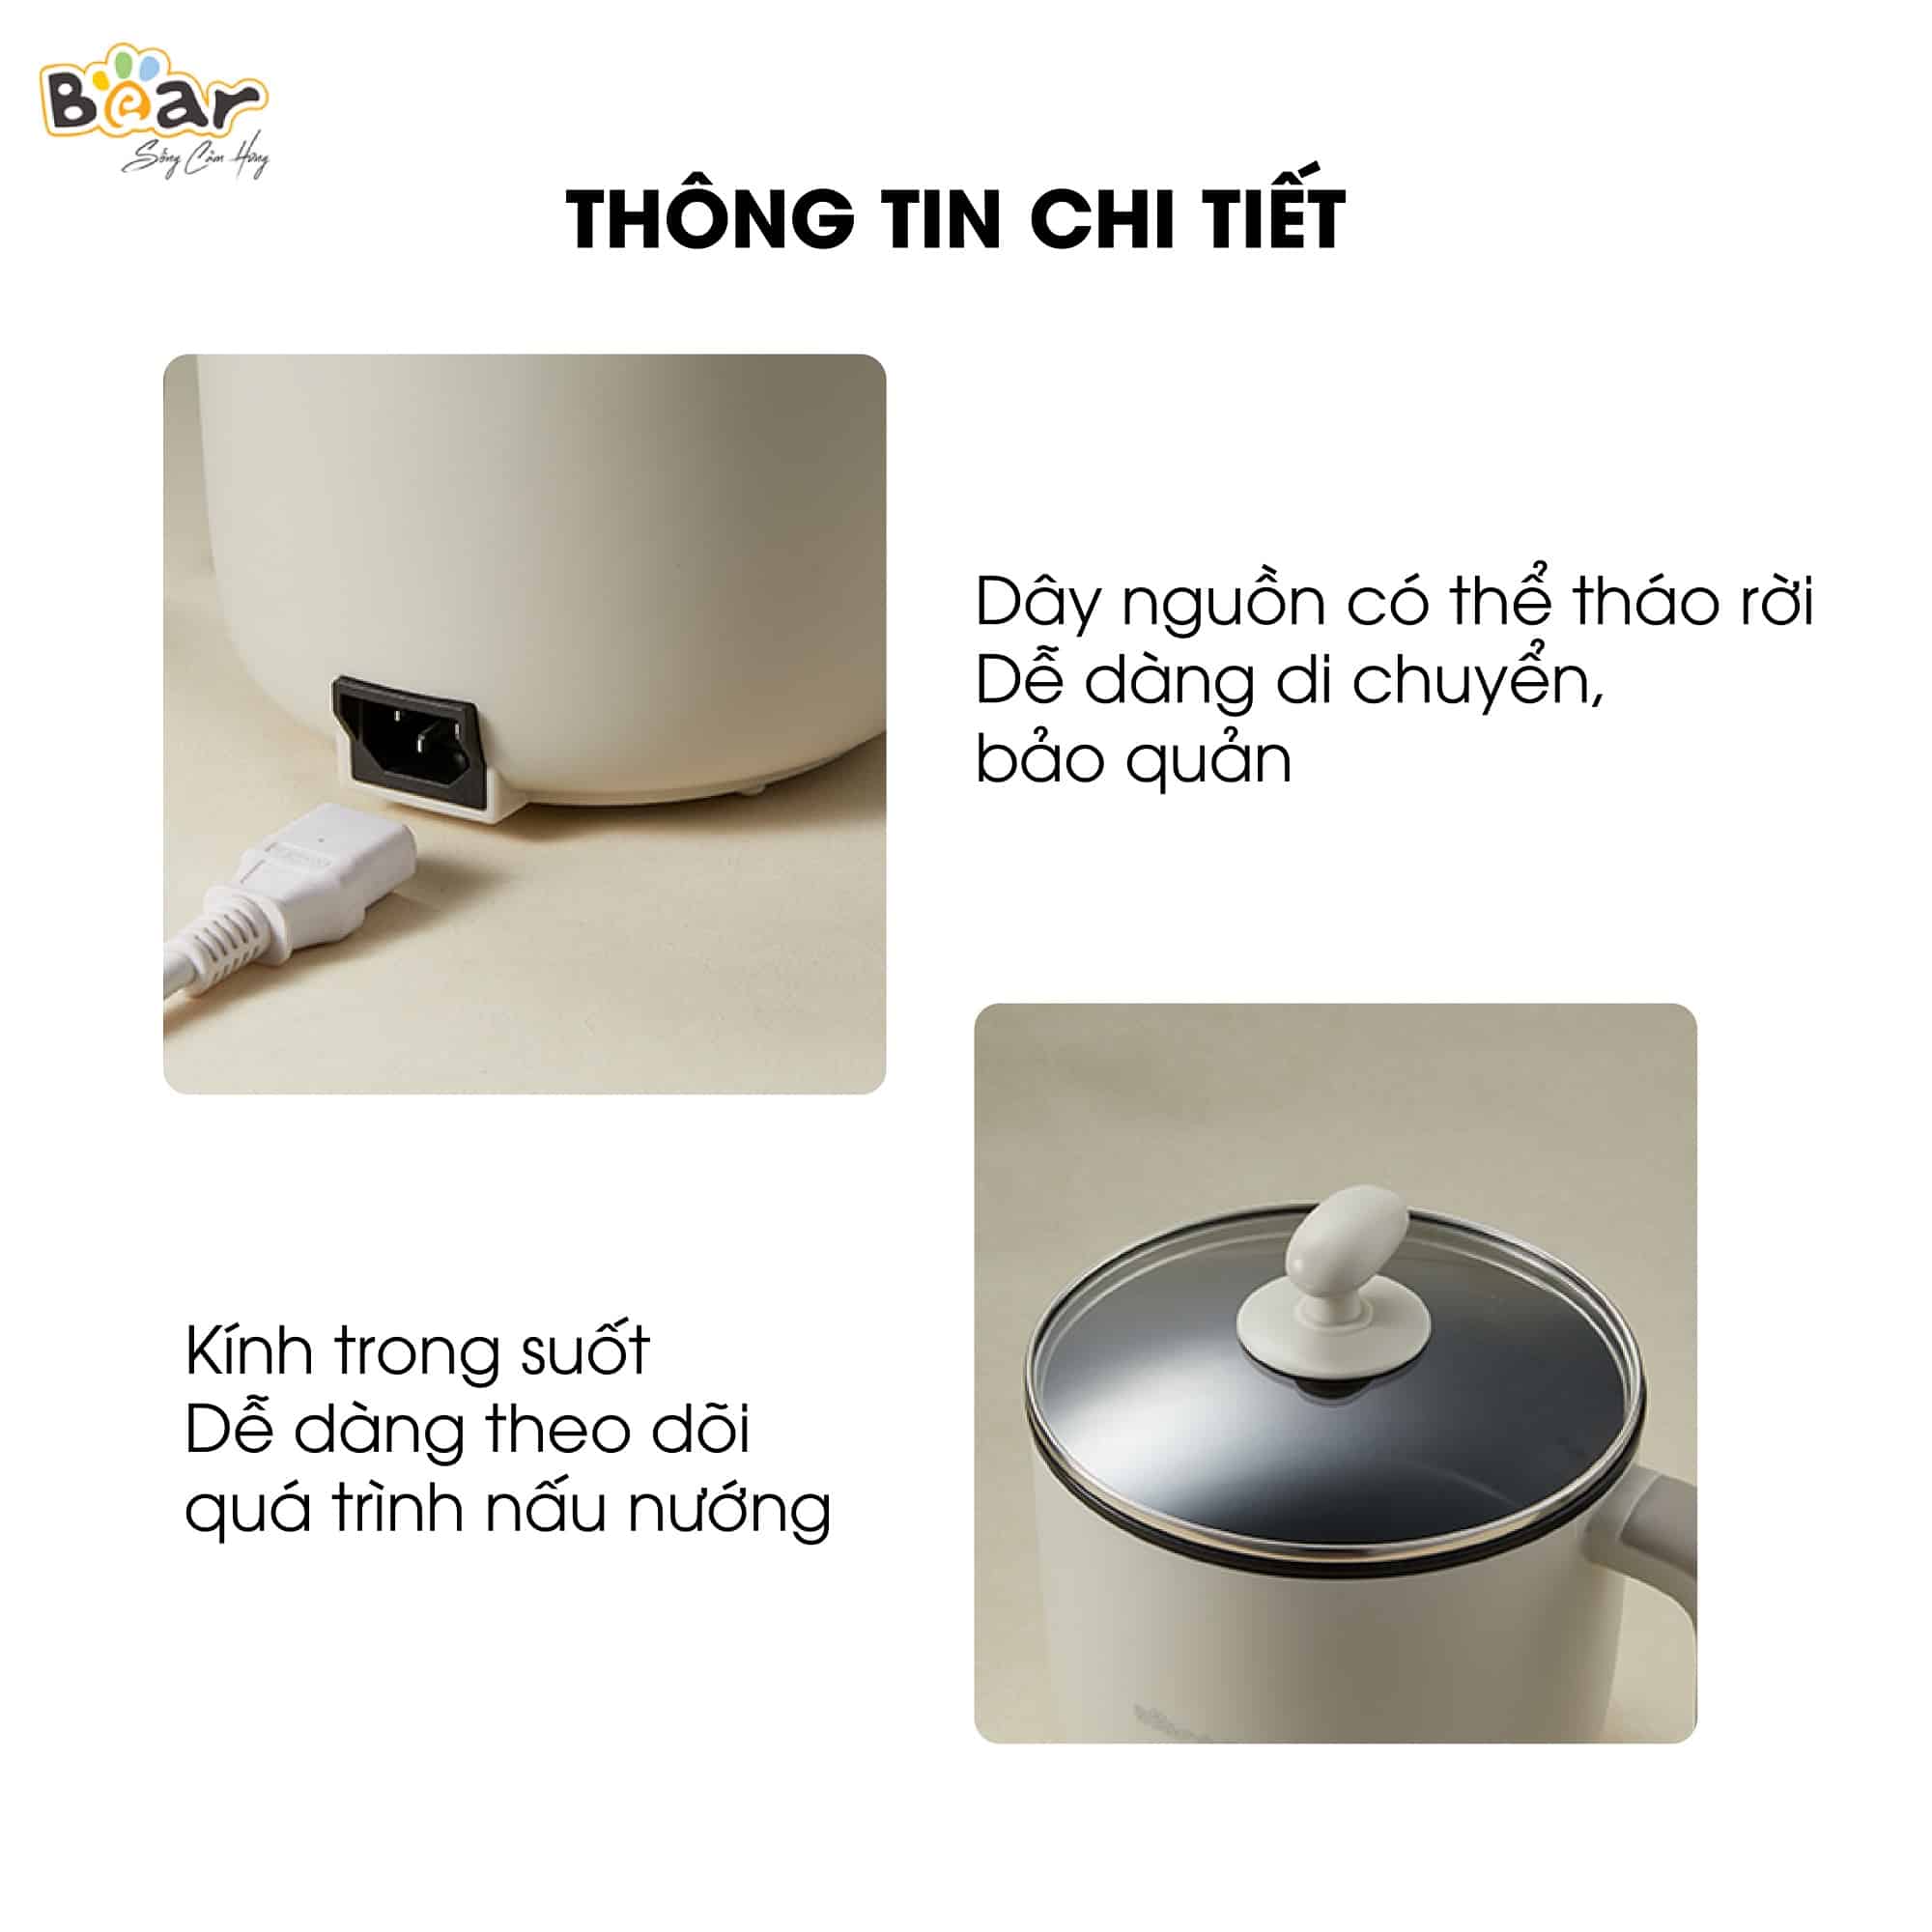 Bear
Sống Cảm Hứng
THÔNG TIN CHI TIẾT
Dây nguồn có thể tháo rời
Dễ dàng di chuyển,
bảo quản
Kính trong suốt
Dễ dàng theo dõi
quá trình nấu nướng